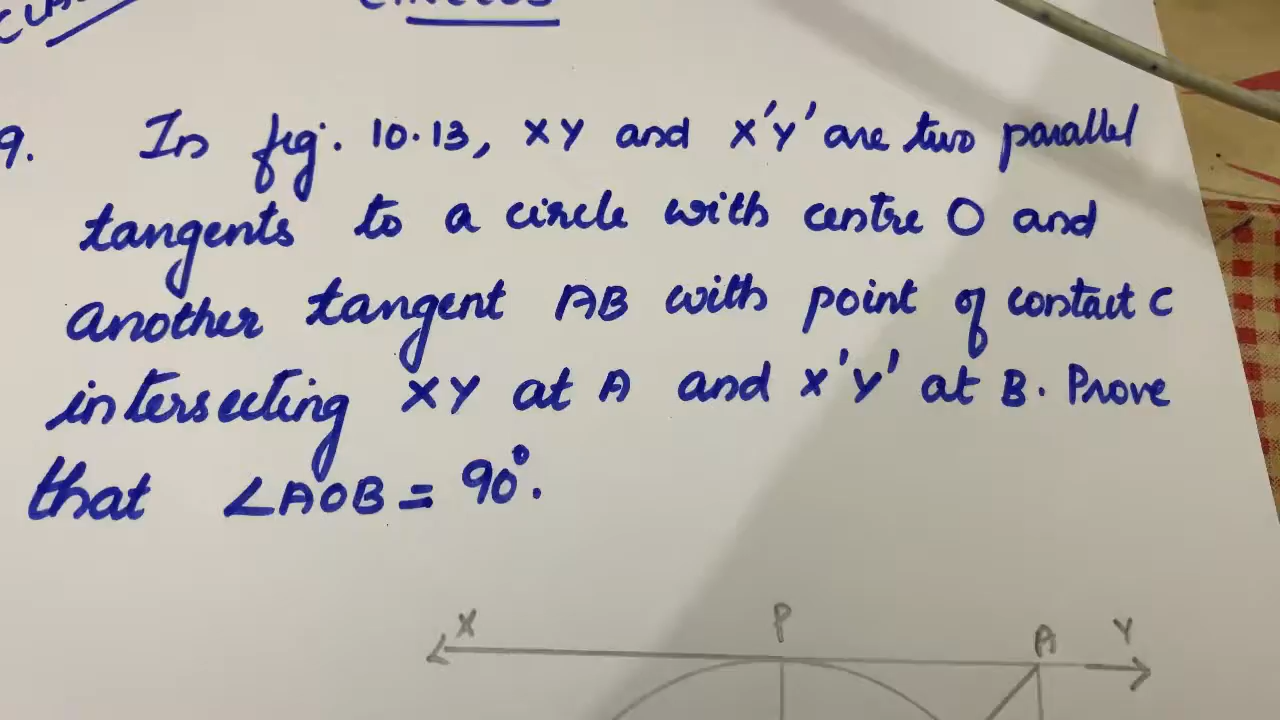 9. In fig. 10.13, XY and X'Y' are two parallel
tangents to a circle with centre O and
another tangent AB with point of contact C
intersecting XY at A and X'Y' at B. Prove
that ∠AOB = 90°.
X P A Y